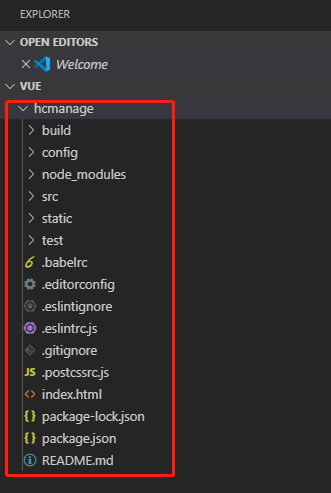 EXPLORER
OPEN EDITORS
Welcome
VUE
hcmanage
build
config
node_modules
src
static
test
.babelrc
.editorconfig
.eslintignore
.eslintrc.js
.gitignore
JS .postcssrc.js
index.html
package-lock.json
package.json
README.md